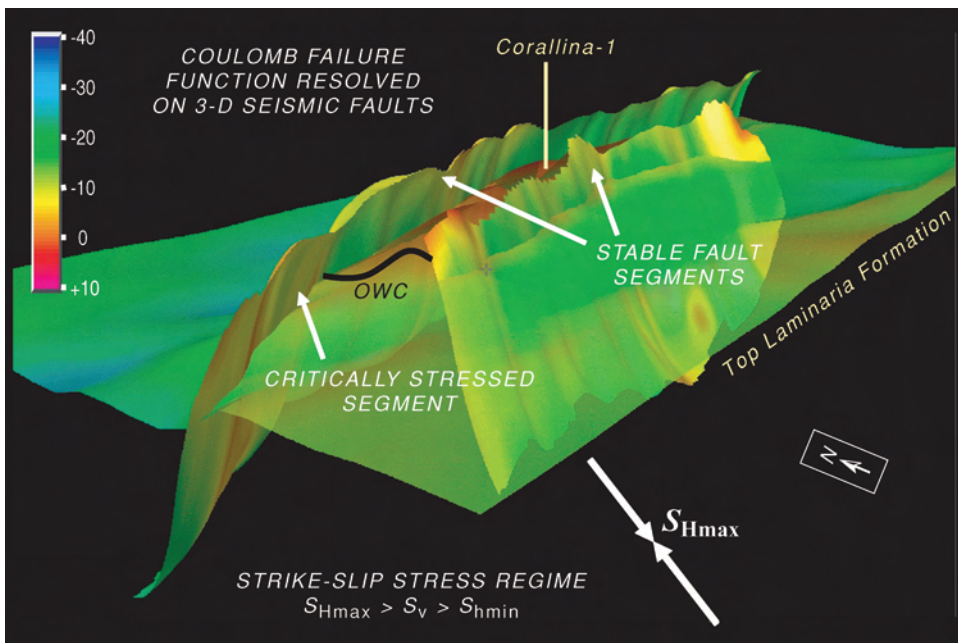 -40
-30
-20
-10
0
+10
COULOMB FAILURE
FUNCTION RESOLVED
ON 3-D SEISMIC FAULTS
Corallina-1
STABLE FAULT
SEGMENTS
OWC
CRITICALLY STRESSED
SEGMENT
Top Laminaria Formation
N
SHmax
STRIKE-SLIP STRESS REGIME
SHmax > Sv > Shmin